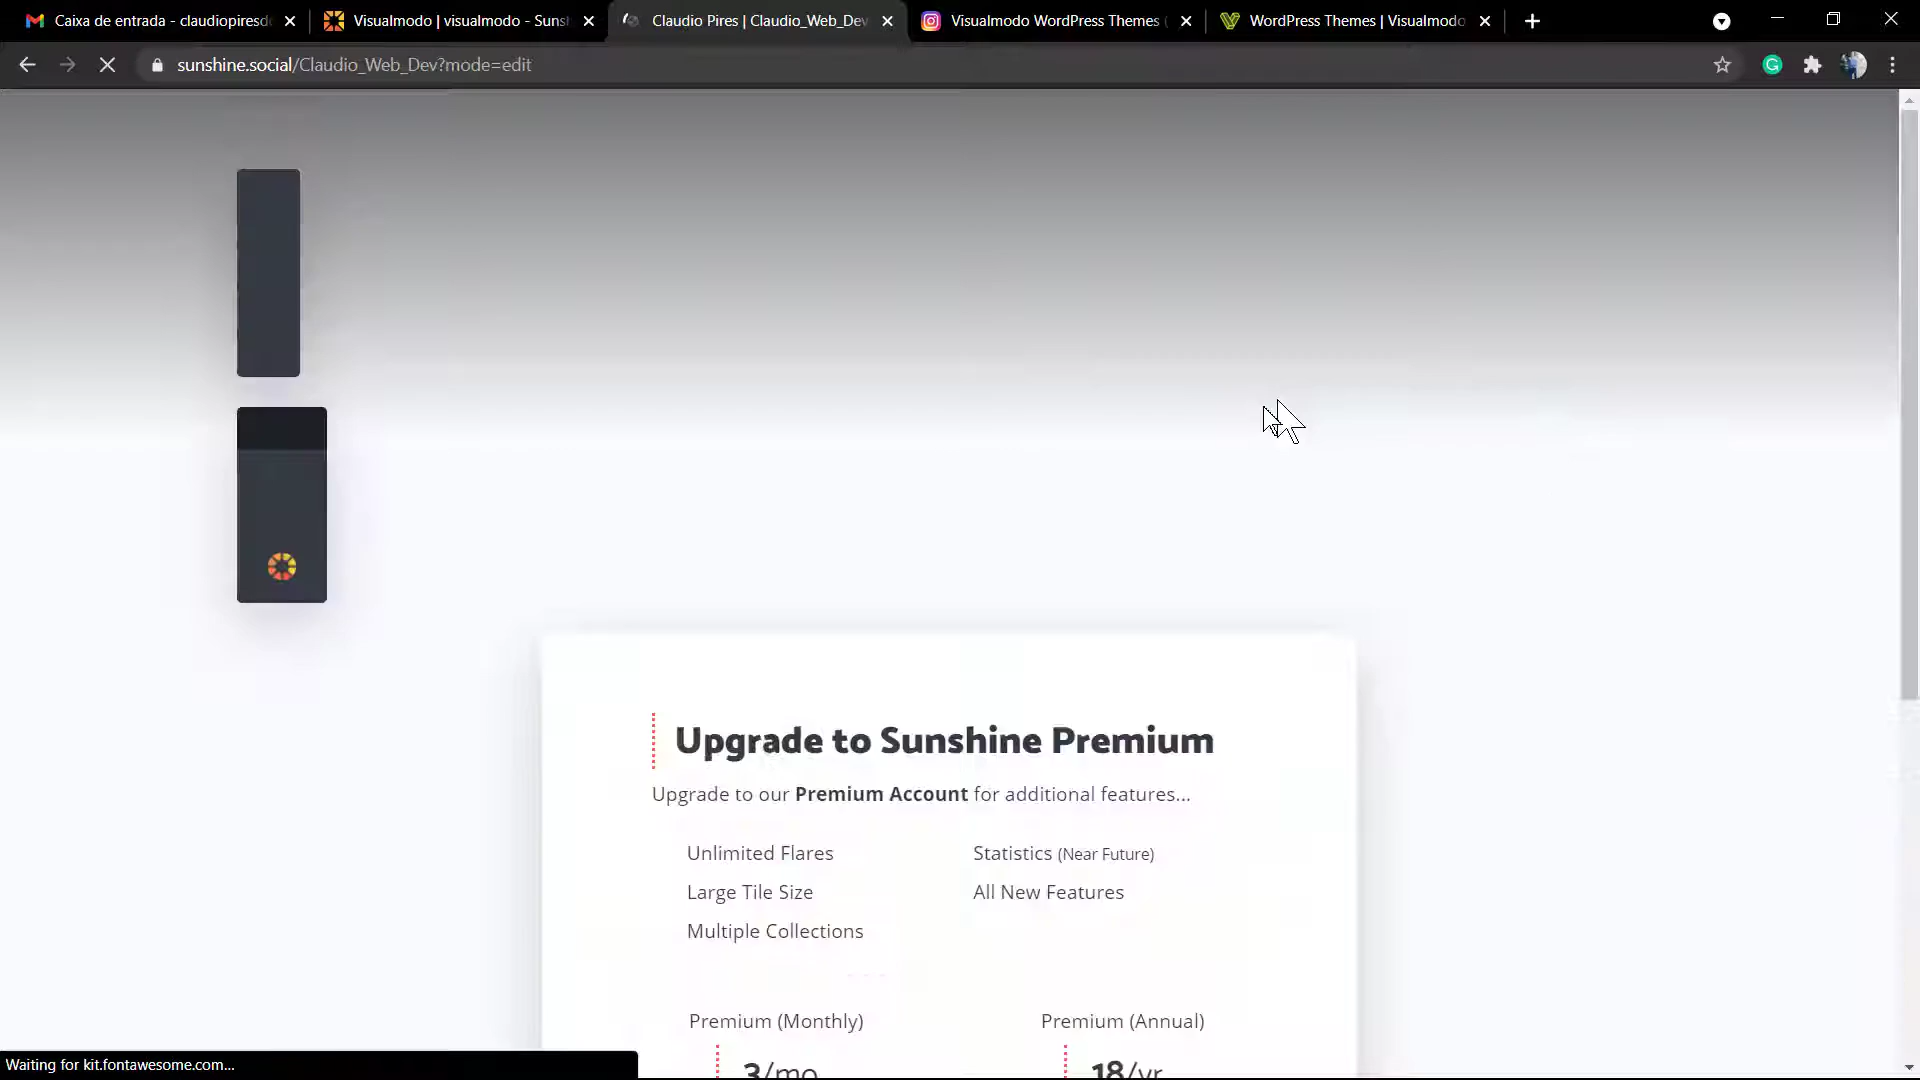 Caixa de entrada - claudiopiresd
Visualmodo | visualmodo - Suns
Claudio Pires | Claudio_Web_Dev
Visualmodo WordPress Themes (
WordPress Themes | Visualmodo
sunshine.social/Claudio_Web_Dev?mode=edit
Upgrade to Sunshine Premium
Upgrade to our Premium Account for additional features...
Unlimited Flares
Statistics (Near Future)
Large Tile Size
All New Features
Multiple Collections
Premium (Monthly)
Premium (Annual)
3/mo
18/yr
Waiting for kit.fontawesome.com...